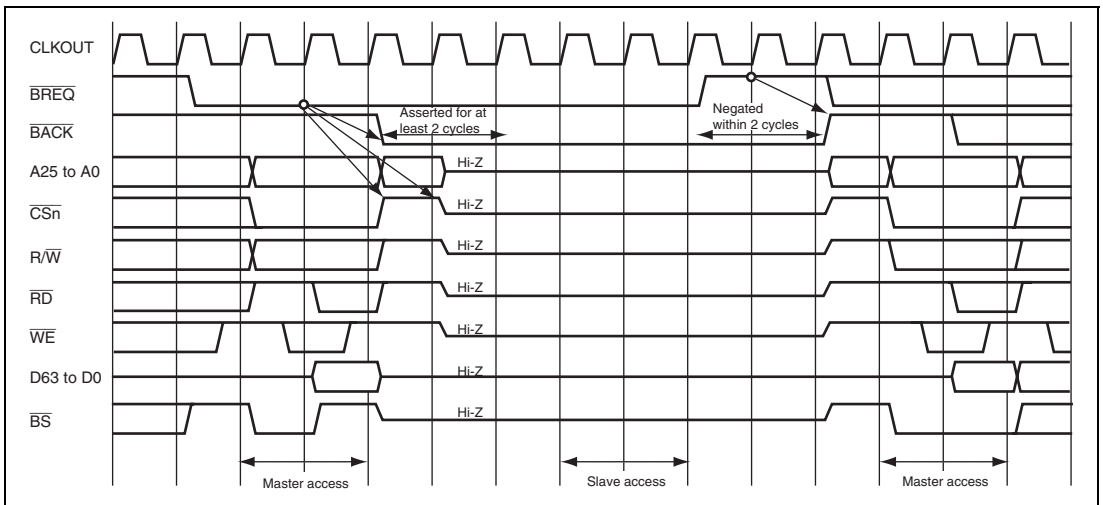 CLKOUT
BREQ
Asserted for at
least 2 cycles
Negated
within 2 cycles
BACK
A25 to A0
Hi-Z
CSn
Hi-Z
R/W
Hi-Z
RD
Hi-Z
WE
Hi-Z
D63 to D0
Hi-Z
BS
Hi-Z
Master access
Slave access
Master access